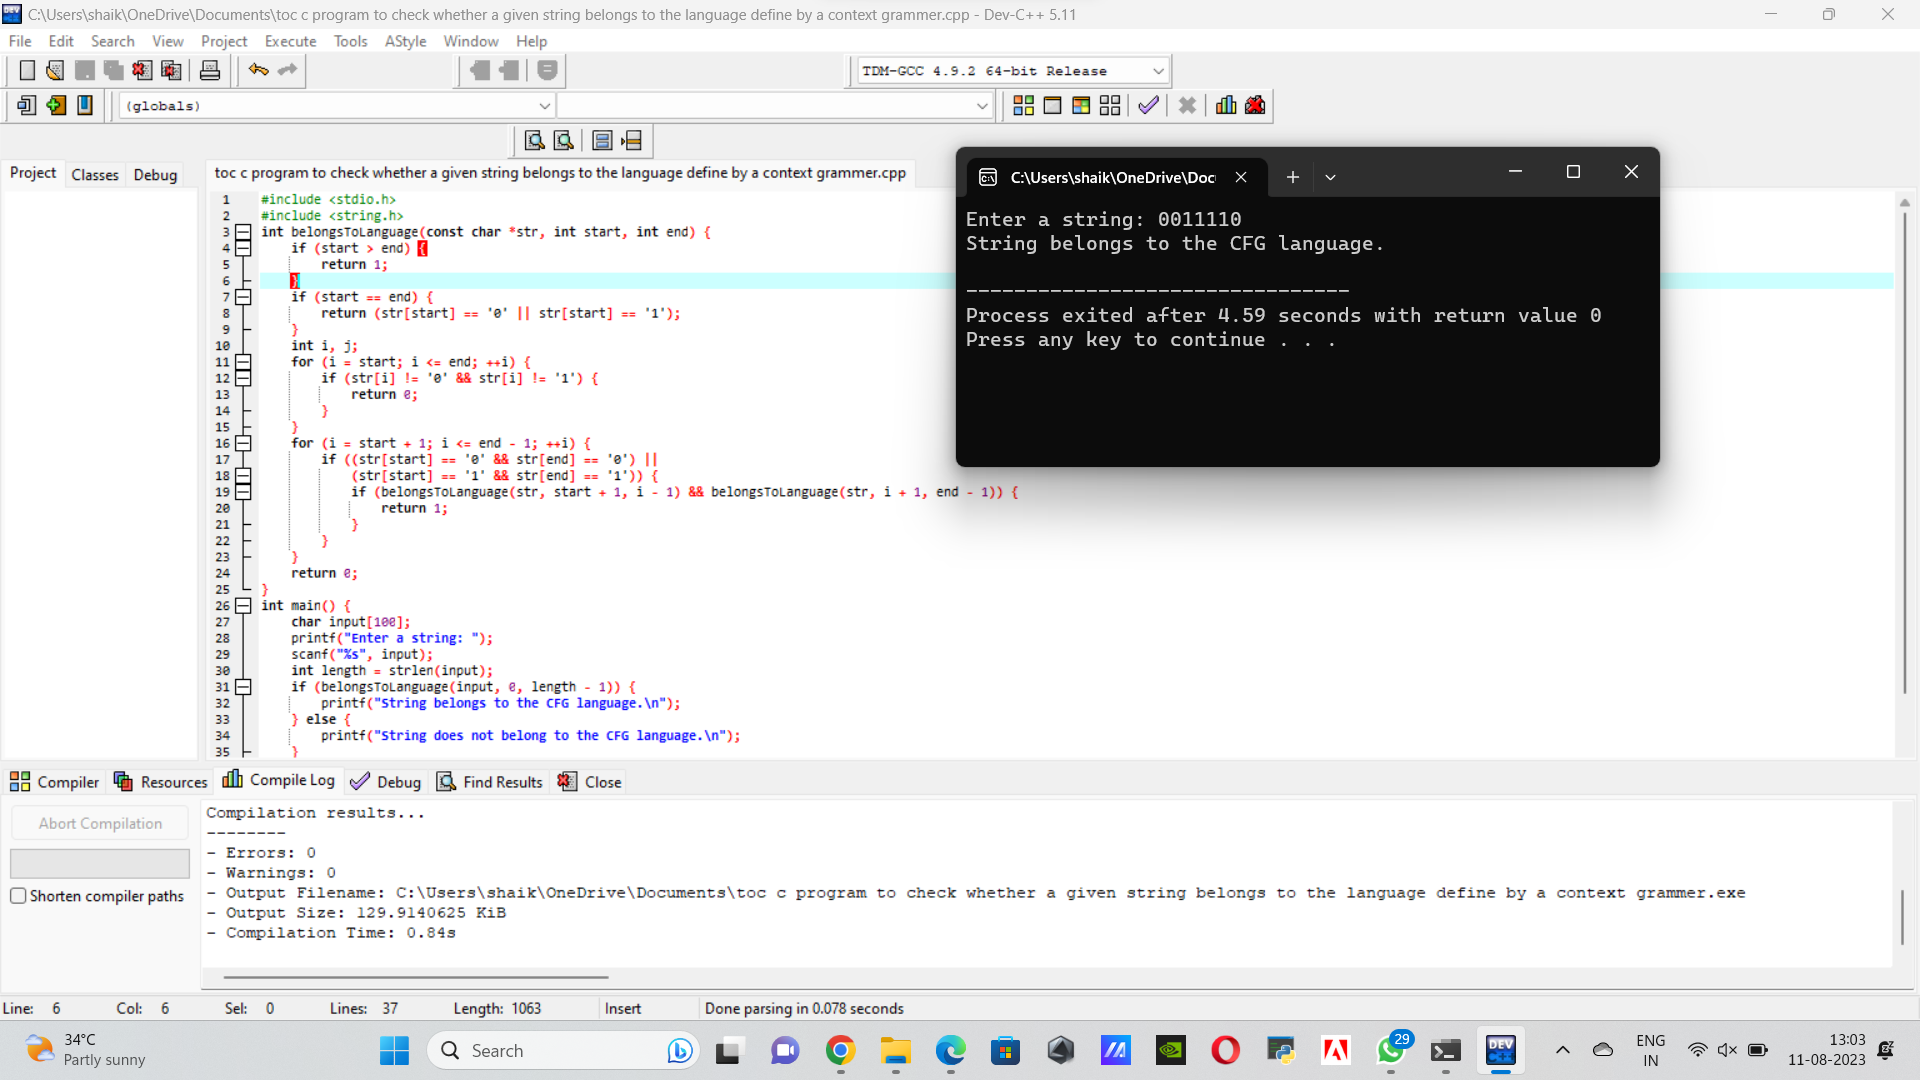 C:\Users\shaik\OneDrive\Documents\toc c program to check whether a given string belongs to the language define by a context grammer.cpp - Dev-C++ 5.11
File Edit Search View Project Execute Tools AStyle Window Help
TDM-GCC 4.9.2 64-bit Release
(globals)
Project Classes Debug
toc c program to check whether a given string belongs to the language define by a context grammer.cpp
1 #include <stdio.h>
2 #include <string.h>
3 int belongsToLanguage(const char *str, int start, int end) {
4 if (start > end) {
5 return 1;
6 }
7 if (start == end) {
8 return (str[start] == '0' || str[start] == '1');
9 }
10 int i, j;
11 for (i = start; i <= end; ++i) {
12 if (str[i] != '0' && str[i] != '1') {
13 return 0;
14 }
15 }
16 for (i = start + 1; i <= end - 1; ++i) {
17 if ((str[start] == '0' && str[end] == '0') ||
18 (str[start] == '1' && str[end] == '1')) {
19 if (belongsToLanguage(str, start + 1, i - 1) && belongsToLanguage(str, i + 1, end - 1)) {
20 return 1;
21 }
22 }
23 }
24 return 0;
25 }
26 int main() {
27 char input[100];
28 printf("Enter a string: ");
29 scanf("%s", input);
30 int length = strlen(input);
31 if (belongsToLanguage(input, 0, length - 1)) {
32 printf("String belongs to the CFG language.\n");
33 } else {
34 printf("String does not belong to the CFG language.\n");
35 }
C:\Users\shaik\OneDrive\Doc
Enter a string: 0011110
String belongs to the CFG language.
--------------------------------
Process exited after 4.59 seconds with return value 0
Press any key to continue . . .
Compiler Resources Compile Log Debug Find Results Close
Abort Compilation
Shorten compiler paths
Compilation results...
--------
- Errors: 0
- Warnings: 0
- Output Filename: C:\Users\shaik\OneDrive\Documents\toc c program to check whether a given string belongs to the language define by a context grammer.exe
- Output Size: 129.9140625 KiB
- Compilation Time: 0.84s
Line: 6 Col: 6 Sel: 0 Lines: 37 Length: 1063 Insert Done parsing in 0.078 seconds
34°C
Partly sunny
Search
29
DEV
C++
ENG
IN
13:03
11-08-2023